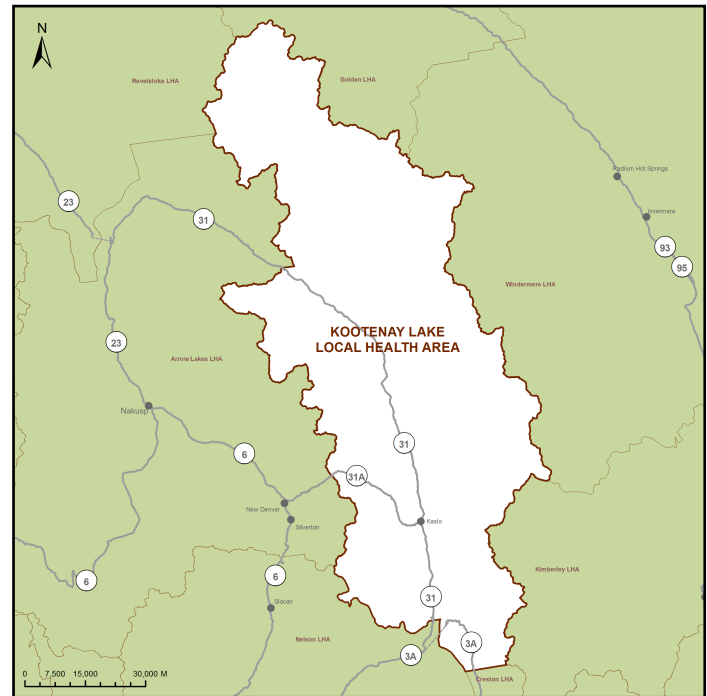 N
Revelstoke LHA
Golden LHA
Radium Hot Springs
23
31
Invermere
93
95
Windermere LHA
KOOTENAY LAKE
LOCAL HEALTH AREA
23
Arrow Lakes LHA
Nakusp
31
6
31A
New Denver
Silverton
Kaslo
Kimberley LHA
6
6
31
Slocan
Nelson LHA
3A
3A
Creston LHA
0 7,500 15,000 30,000 M